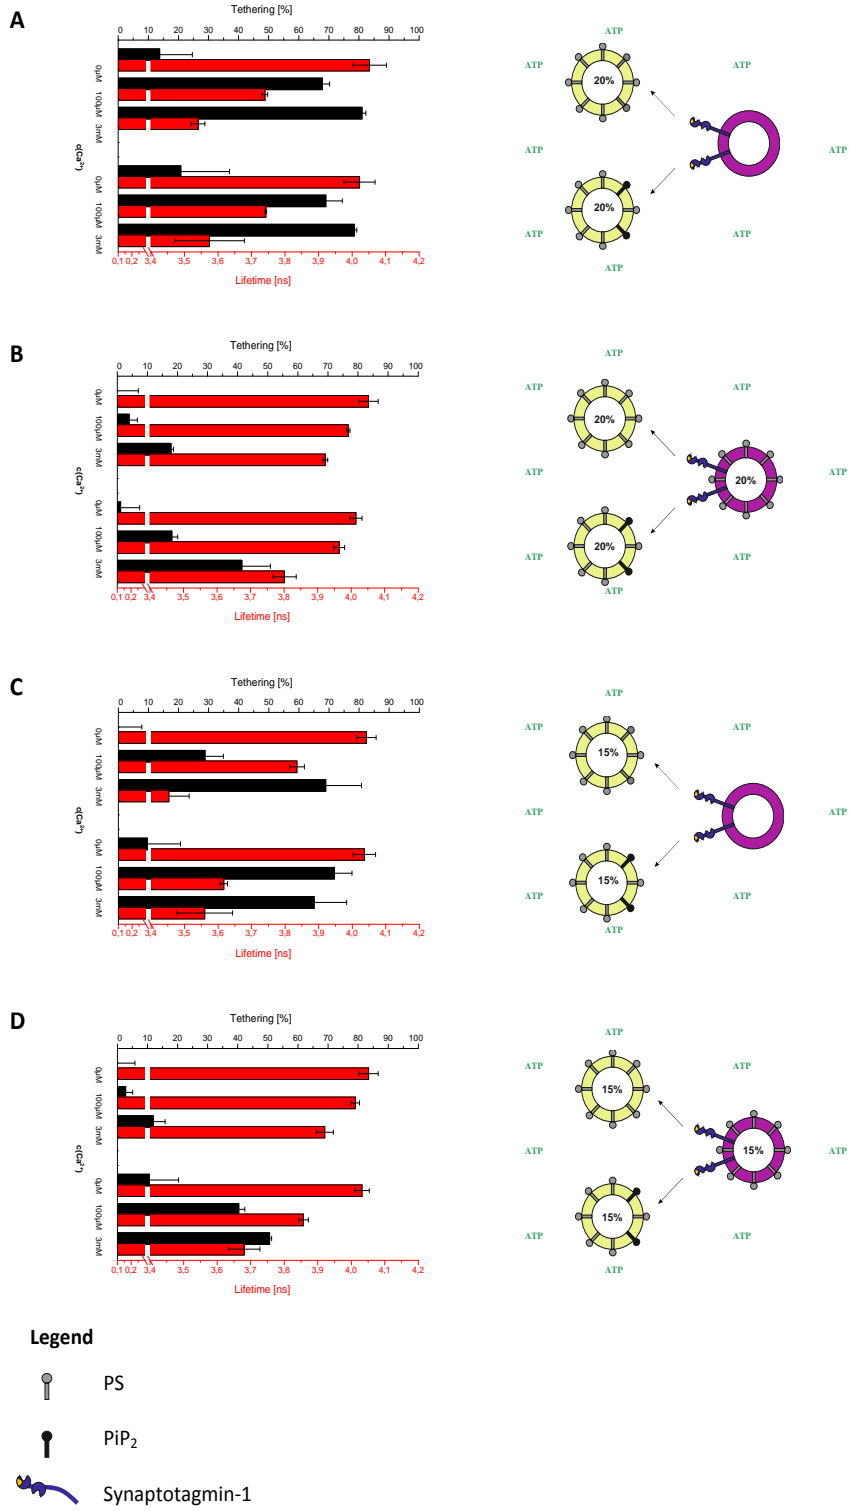 A
Tethering [%]
0 10 20 30 40 50 60 70 80 90 100
0µM
100µM
3mM
c(Ca²⁺)
0µM
100µM
3mM
0,1 0,2 3,4 3,5 3,6 3,7 3,8 3,9 4,0 4,1 4,2
Lifetime [ns]
ATP
ATP
ATP
20%
ATP
ATP
20%
ATP
ATP
ATP
B
Tethering [%]
0 10 20 30 40 50 60 70 80 90 100
0µM
100µM
3mM
c(Ca²⁺)
0µM
100µM
3mM
0,1 0,2 3,4 3,5 3,6 3,7 3,8 3,9 4,0 4,1 4,2
Lifetime [ns]
ATP
ATP
ATP
20%
ATP
20%
ATP
20%
ATP
ATP
ATP
C
Tethering [%]
0 10 20 30 40 50 60 70 80 90 100
0µM
100µM
3mM
c(Ca²⁺)
0µM
100µM
3mM
0,1 0,2 3,4 3,5 3,6 3,7 3,8 3,9 4,0 4,1 4,2
Lifetime [ns]
ATP
ATP
ATP
15%
ATP
ATP
15%
ATP
ATP
ATP
D
Tethering [%]
0 10 20 30 40 50 60 70 80 90 100
0µM
100µM
3mM
c(Ca²⁺)
0µM
100µM
3mM
0,1 0,2 3,4 3,5 3,6 3,7 3,8 3,9 4,0 4,1 4,2
Lifetime [ns]
ATP
ATP
ATP
15%
ATP
15%
ATP
15%
ATP
ATP
ATP
Legend
PS
PiP₂
Synaptotagmin-1